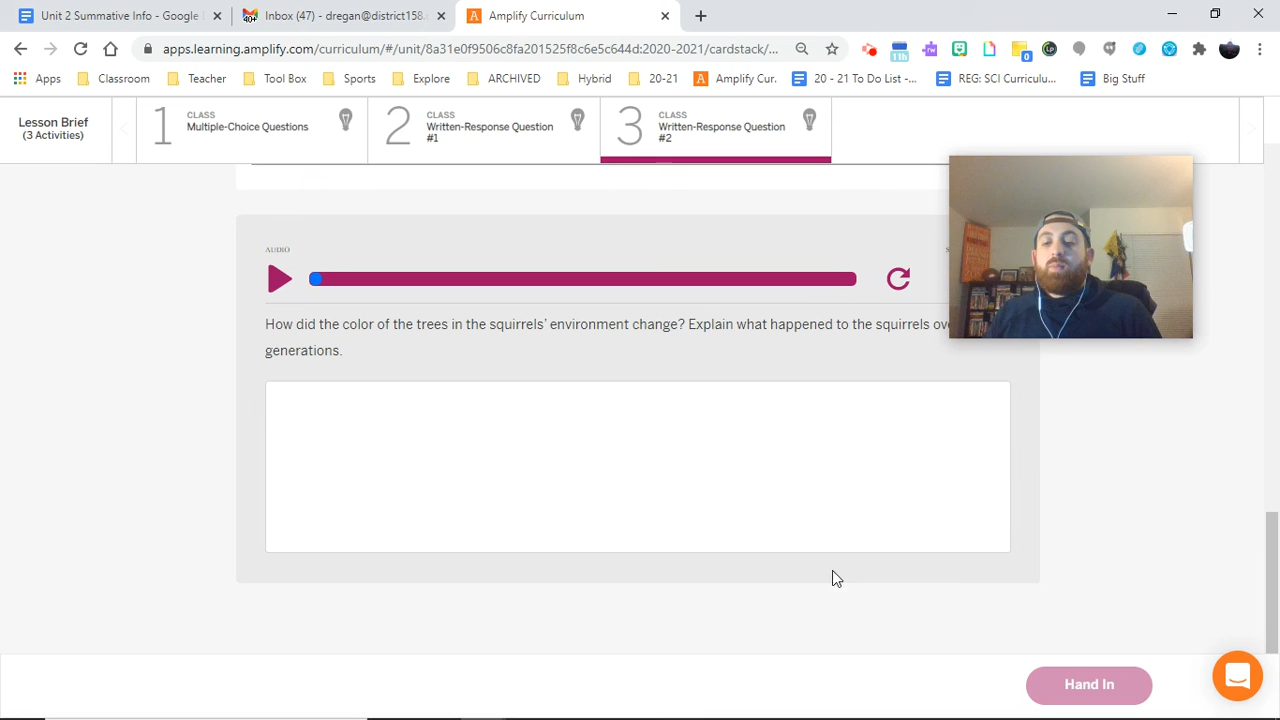 Unit 2 Summative Info - Google
Inbox (47) - dregan@district158.
Amplify Curriculum
apps.learning.amplify.com/curriculum/#/unit/8a31e0f9506c8fa201525f8c6e5c644d:2020-2021/cardstack/...
Apps Classroom Teacher Tool Box Sports Explore ARCHIVED Hybrid 20-21 Amplify Cur. 20 - 21 To Do List -... REG: SCI Curriculu... Big Stuff
Lesson Brief
(3 Activities)
1 CLASS
Multiple-Choice Questions
2 CLASS
Written-Response Question
#1
3 CLASS
Written-Response Question
#2
AUDIO
How did the color of the trees in the squirrels' environment change? Explain what happened to the squirrels
generations.
Hand In